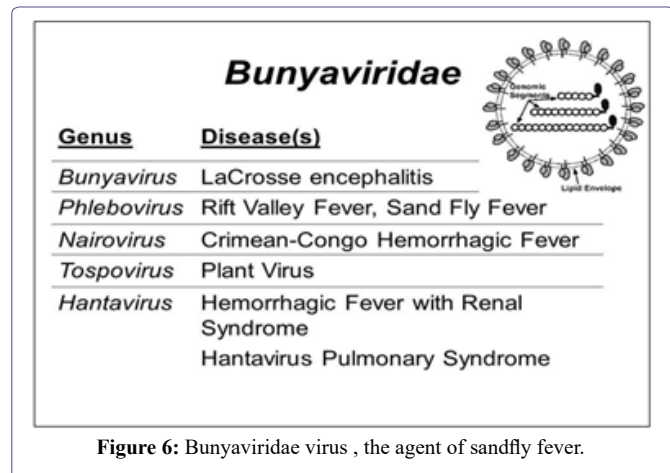 Bunyaviridae
Genomic
Segments
Lipid Envelope
Genus Disease(s)
Bunyavirus LaCrosse encephalitis
Phlebovirus Rift Valley Fever, Sand Fly Fever
Nairovirus Crimean-Congo Hemorrhagic Fever
Tospovirus Plant Virus
Hantavirus Hemorrhagic Fever with Renal
Syndrome
Hantavirus Pulmonary Syndrome
Figure 6: Bunyaviridae virus , the agent of sandfly fever.